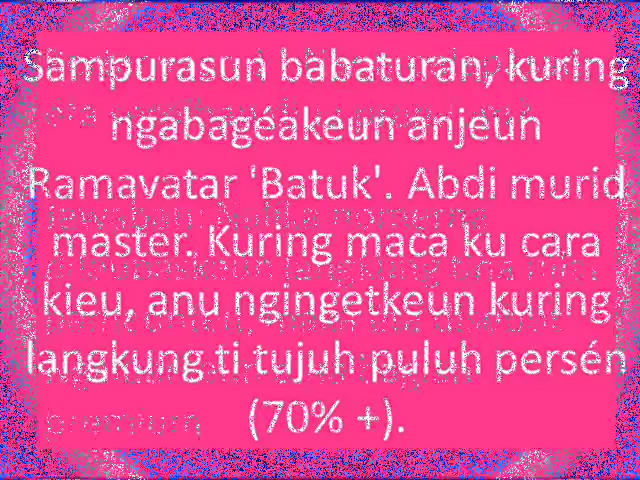 Sampurasun babaturan, kuring
ngabagéakeun anjeun
Ramavatar 'Batuk'. Abdi murid
master. Kuring maca ku cara
kieu, anu ngingetkeun kuring
langkung ti tujuh puluh persén
(70% +).